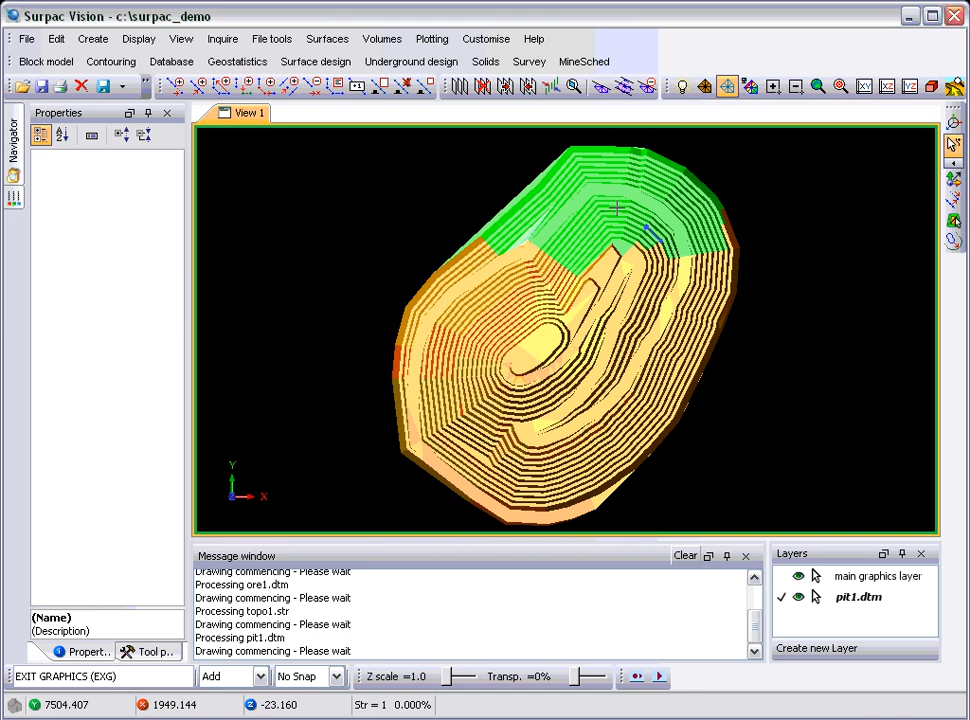 Surpac Vision - c:\surpac_demo
File Edit Create Display View Inquire File tools Surfaces Volumes Plotting Customise Help
Block model Contouring Database Geostatistics Surface design Underground design Solids Survey MineSched
Properties
View 1
Navigator
Y
X
(Name)
(Description)
Propert.. Tool p..
Message window Clear
Drawing commencing - Please wait
Processing ore1.dtm
Drawing commencing - Please wait
Processing topo1.str
Drawing commencing - Please wait
Processing pit1.dtm
Drawing commencing - Please wait
Layers
main graphics layer
pit1.dtm
Create new Layer
EXIT GRAPHICS (EXG) Add No Snap Z scale =1.0 Transp. =0%
Y 7504.407 X 1949.144 Z -23.160 Str = 1 0.000%